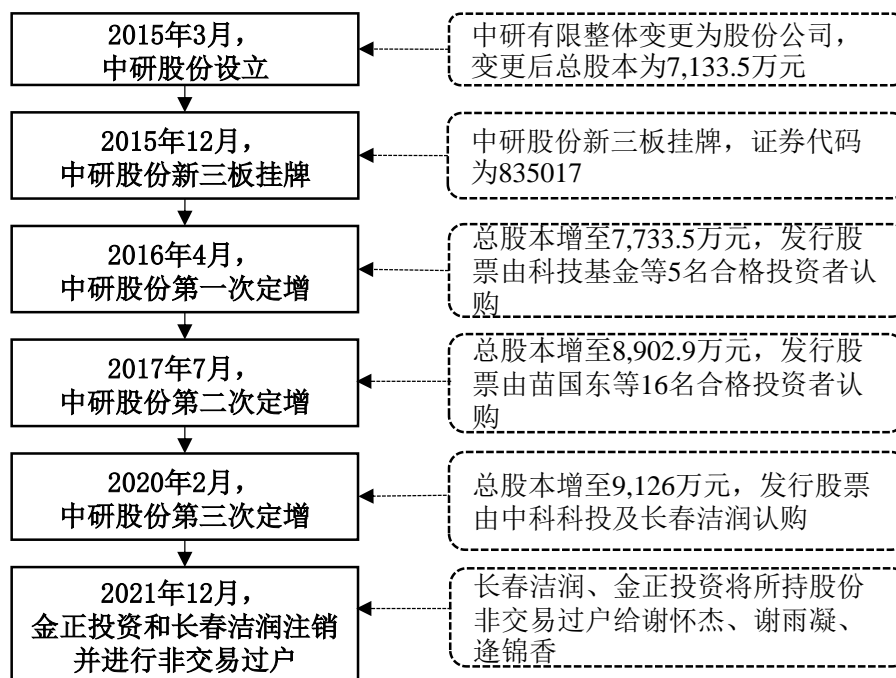 2015年3月，
中研股份设立
中研有限整体变更为股份公司，
变更后总股本为7,133.5万元
2015年12月，
中研股份新三板挂牌
中研股份新三板挂牌，证券代码
为835017
2016年4月，
中研股份第一次定增
总股本增至7,733.5万元，发行股
票由科技基金等5名合格投资者认
购
2017年7月，
中研股份第二次定增
总股本增至8,902.9万元，发行股
票由苗国东等16名合格投资者认
购
2020年2月，
中研股份第三次定增
总股本增至9,126万元，发行股票
由中科科投及长春洁润认购
2021年12月，
金正投资和长春洁润注销
并进行非交易过户
长春洁润、金正投资将所持股份
非交易过户给谢怀杰、谢雨凝、
逄锦香